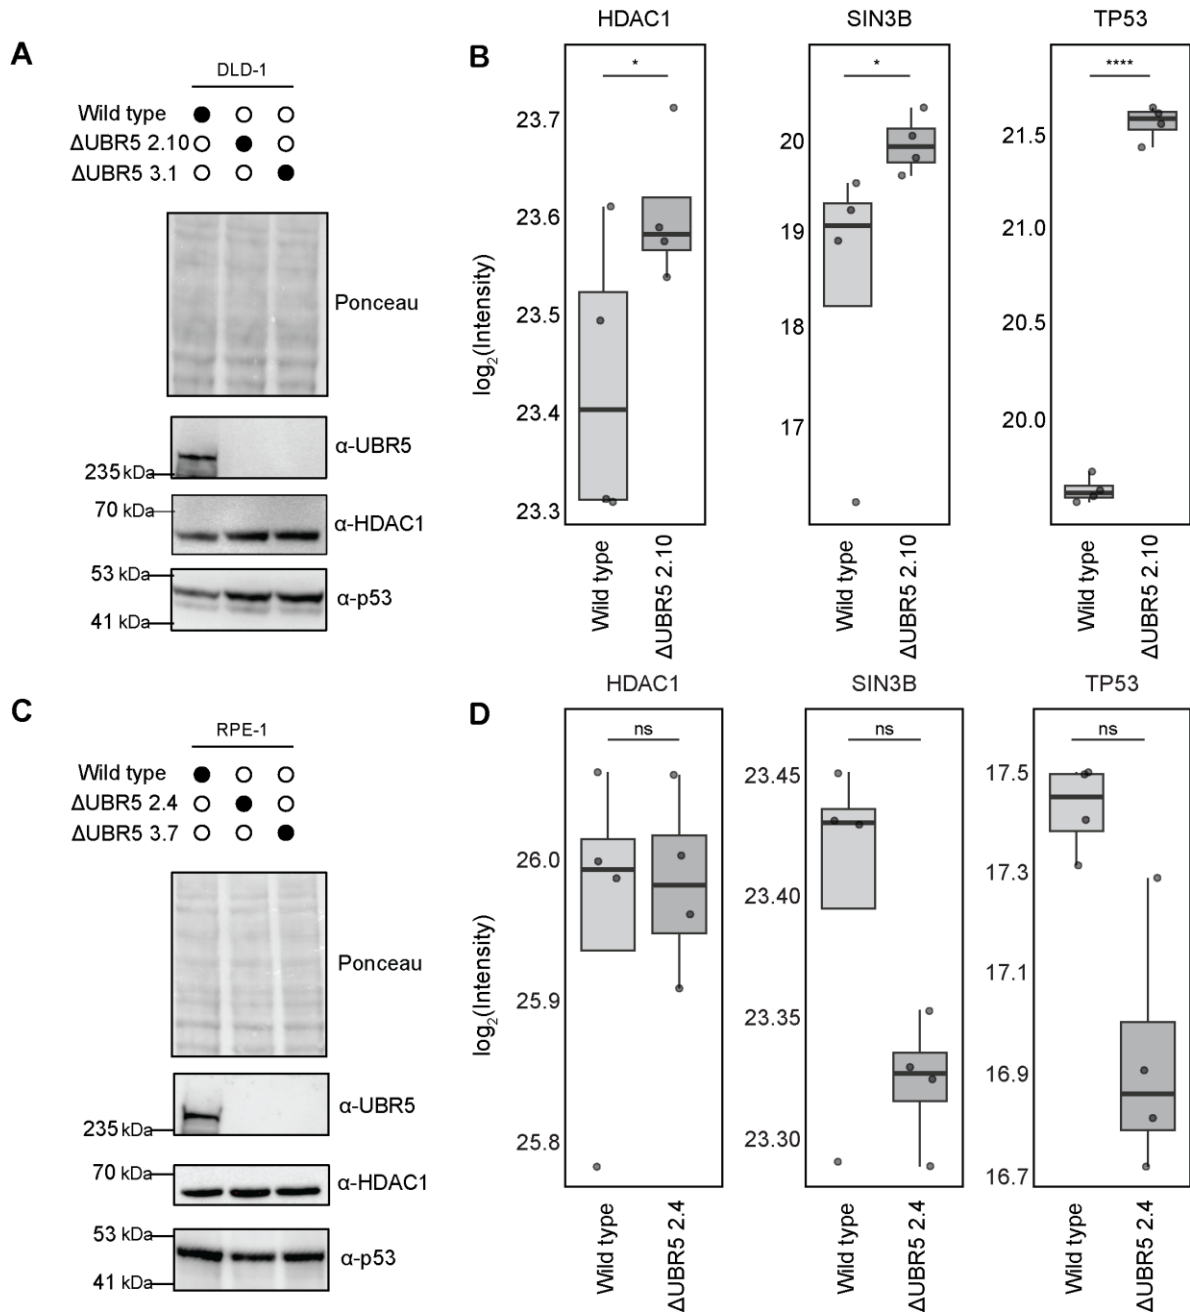 A
DLD-1
Wild type
ΔUBR5 2.10
ΔUBR5 3.1
Ponceau
α-UBR5
235 kDa
70 kDa
α-HDAC1
53 kDa
α-p53
41 kDa
B
HDAC1
SIN3B
TP53
*
*
****
log2(Intensity)
23.7
23.6
23.5
23.4
23.3
20
19
18
17
21.5
21.0
20.5
20.0
Wild type
ΔUBR5 2.10
Wild type
ΔUBR5 2.10
Wild type
ΔUBR5 2.10
C
RPE-1
Wild type
ΔUBR5 2.4
ΔUBR5 3.7
Ponceau
α-UBR5
235 kDa
70 kDa
α-HDAC1
53 kDa
α-p53
41 kDa
D
HDAC1
SIN3B
TP53
ns
ns
ns
log2(Intensity)
26.0
25.9
25.8
23.45
23.40
23.35
23.30
17.5
17.3
17.1
16.9
16.7
Wild type
ΔUBR5 2.4
Wild type
ΔUBR5 2.4
Wild type
ΔUBR5 2.4